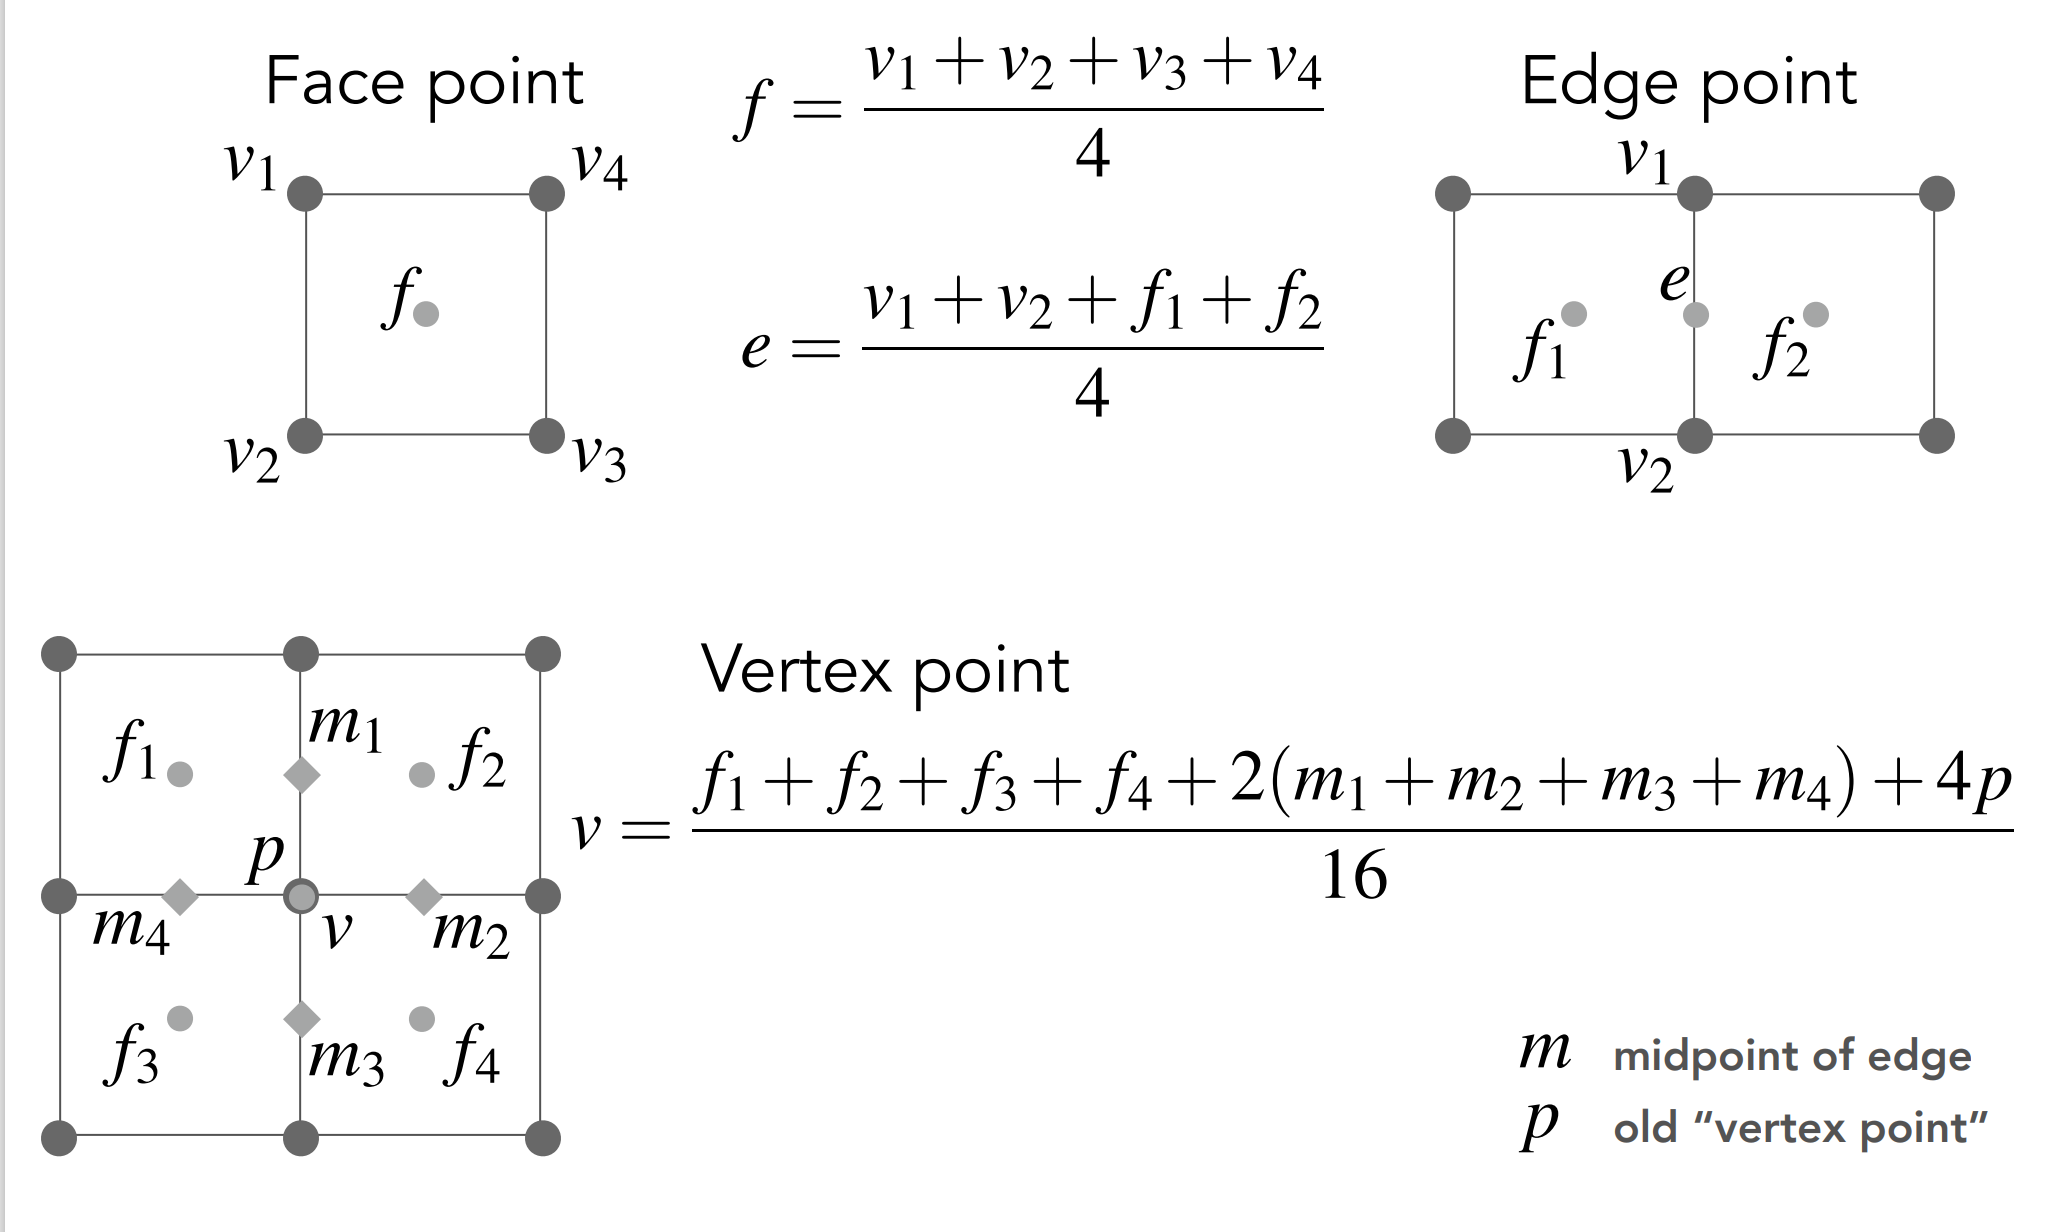 Face point
v₁ v₄
f
v₂ v₃
f = (v₁ + v₂ + v₃ + v₄) / 4
e = (v₁ + v₂ + f₁ + f₂) / 4
Edge point
v₁
e
f₁ f₂
v₂
f₁ m₁ f₂
p
m₄ v m₂
f₃ m₃ f₄
Vertex point
v = (f₁ + f₂ + f₃ + f₄ + 2(m₁ + m₂ + m₃ + m₄) + 4p) / 16
m midpoint of edge
p old “vertex point”